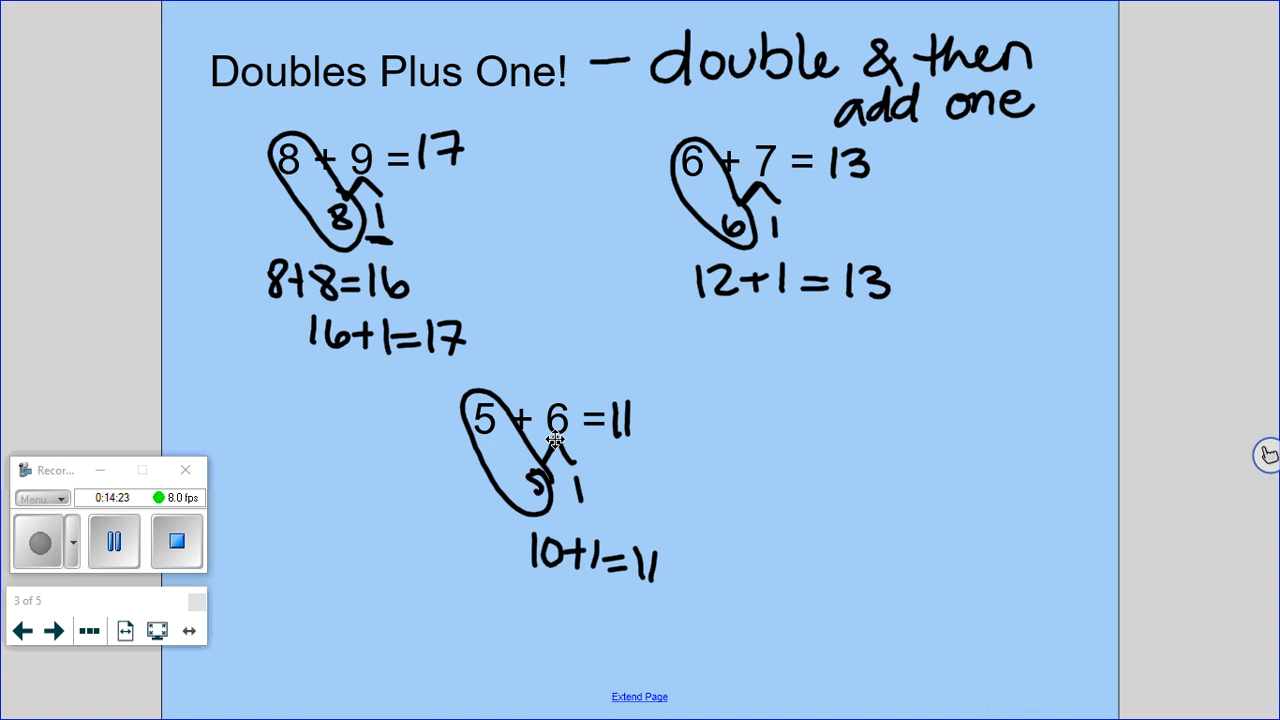 Doubles Plus One! – double & then
add one
8 + 9 = 17
8 1
8+8=16
16+1=17
6 + 7 = 13
6 1
12+1=13
5 + 6 = 11
5 1
10+1=11
Recor...
Menu
0:14:23
8.0 fps
3 of 5
Extend Page